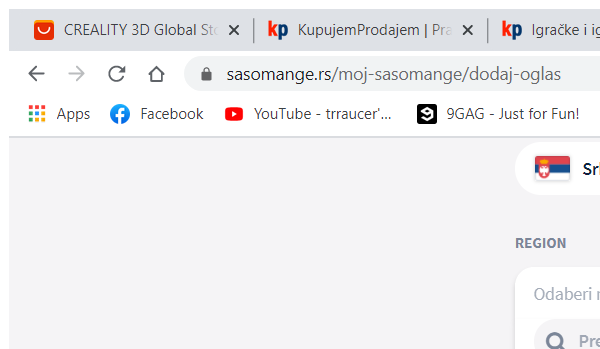 CREALITY 3D Global Sto
kp KupujemProdajem | Pra
kp Igračke i ig
sasomange.rs/moj-sasomange/dodaj-oglas
Apps Facebook YouTube - trraucer'... 9GAG - Just for Fun!
Srb
REGION
Odaberi r
Pre